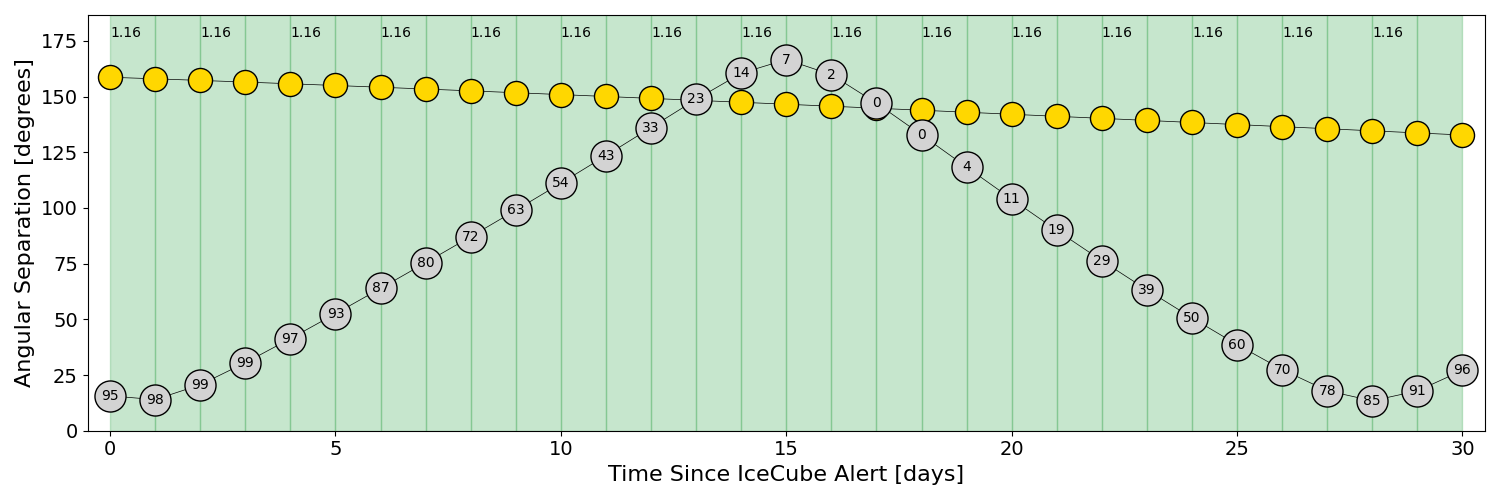 1.16 1.16 1.16 1.16 1.16 1.16 1.16 1.16 1.16 1.16 1.16 1.16 1.16 1.16 1.16
175
150
125
100
75
50
25
0
Angular Separation [degrees]
95 98 99 99 97 93 87 80 72 63 54 43 33 23 14 7 2 0 0 4 11 19 29 39 50 60 70 78 85 91 96
0 5 10 15 20 25 30
Time Since IceCube Alert [days]